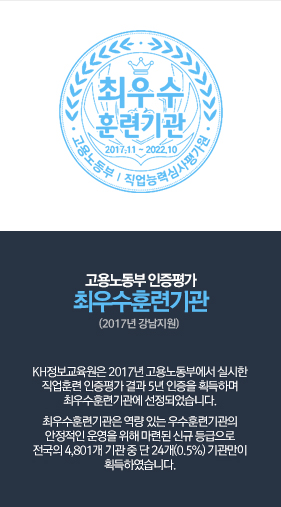 최우수
훈련기관
2017.11 ~ 2022.10
고용노동부 | 직업능력심사평가원
고용노동부 인증평가
최우수훈련기관
(2017년 강남지원)
KH정보교육원은 2017년 고용노동부에서 실시한
직업훈련 인증평가 결과 5년 인증을 획득하며
최우수훈련기관에 선정되었습니다.
최우수훈련기관은 역량 있는 우수훈련기관의
안정적인 운영을 위해 마련된 신규 등급으로
전국의 4,801개 기관 중 단 24개(0.5%) 기관만이
획득하였습니다.